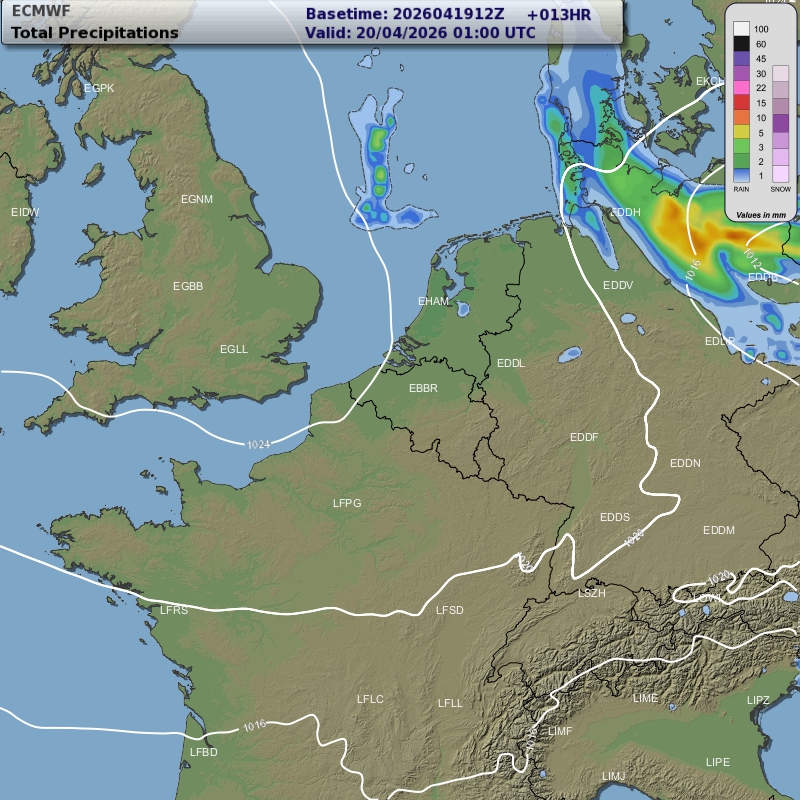 ECMWF
Basetime: 2026041912Z +013HR
Total Precipitations
Valid: 20/04/2026 01:00 UTC
100
60
45
30
22
15
10
5
3
2
1
RAIN SNOW
Values in mm
EGPK
EIDW
EGNM
EGBB
EGLL
EHAM
EDDH
EDDV
EDDB
EDDL
EBBR
EDDF
EDDN
LFPG
EDDS
EDDM
LFRS
LFSD
LSZH
LFLC
LFLL
LIME
LIPZ
LIMF
LFBD
LIPE
LIMJ
1016
1012
1024
1020
1020
1016